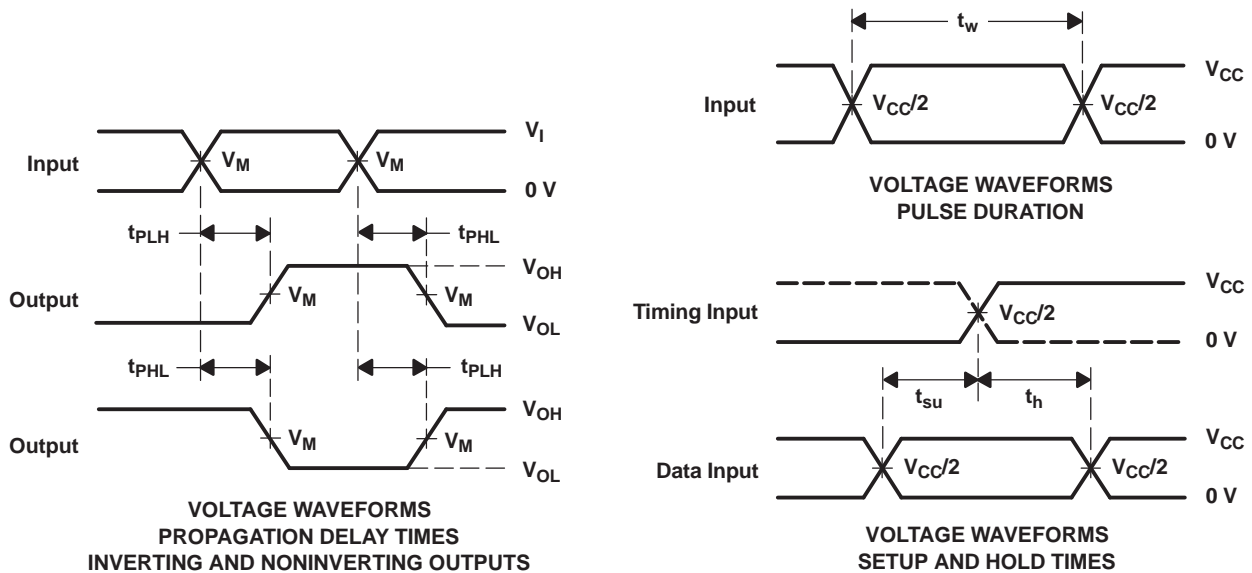 Input
V_I
V_M
V_M
0 V
t_PLH
t_PHL
Output
V_OH
V_M
V_M
V_OL
t_PHL
t_PLH
Output
V_OH
V_M
V_M
V_OL
VOLTAGE WAVEFORMS
PROPAGATION DELAY TIMES
INVERTING AND NONINVERTING OUTPUTS
t_w
Input
V_CC
V_CC/2
V_CC/2
0 V
VOLTAGE WAVEFORMS
PULSE DURATION
Timing Input
V_CC
V_CC/2
0 V
t_su
t_h
Data Input
V_CC
V_CC/2
V_CC/2
0 V
VOLTAGE WAVEFORMS
SETUP AND HOLD TIMES